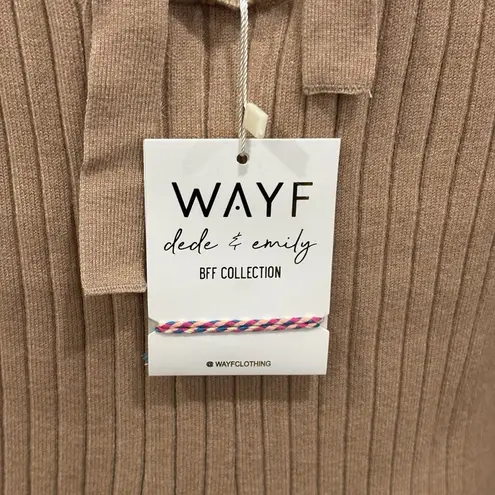 WAYF
dede & emily
BFF COLLECTION
@ WAYFCLOTHING